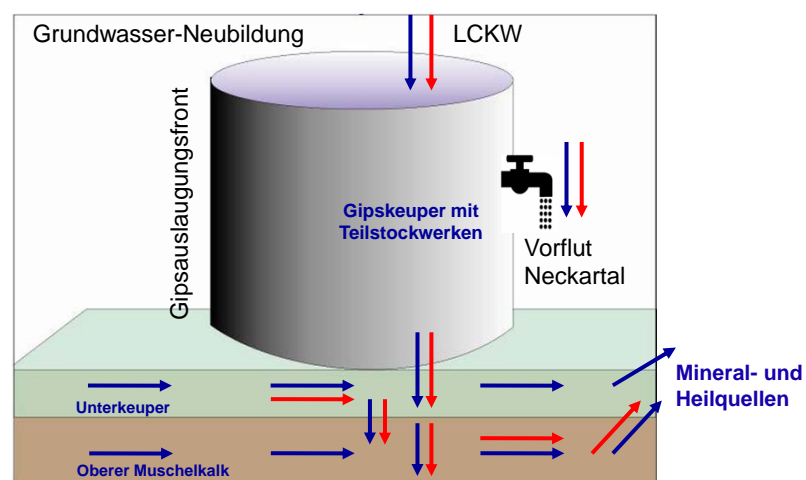 Grundwasser-Neubildung
LCKW
Gipsauslaugungsfront
Gipskeuper mit
Teilstockwerken
Vorflut
Neckartal
Mineral- und
Heilquellen
Unterkeuper
Oberer Muschelkalk